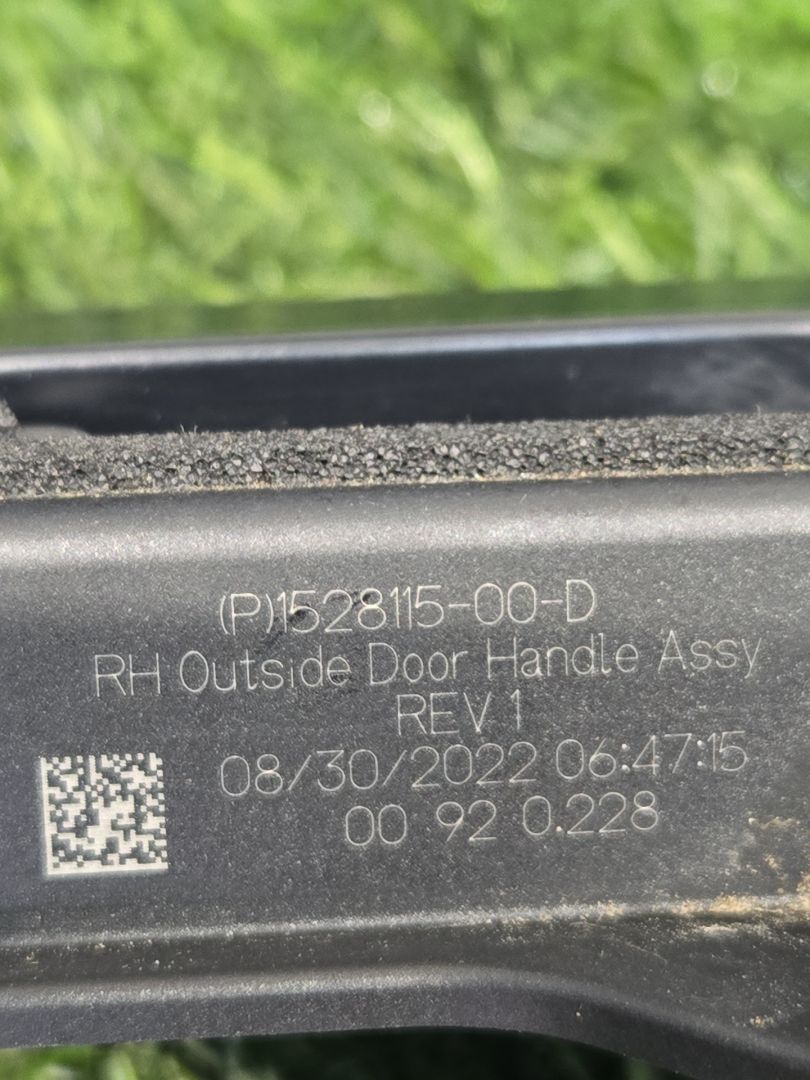 (P)1528115-00-D
RH Outside Door Handle Assy
REV 1
08/30/2022 06:47:15
00 92 0.228